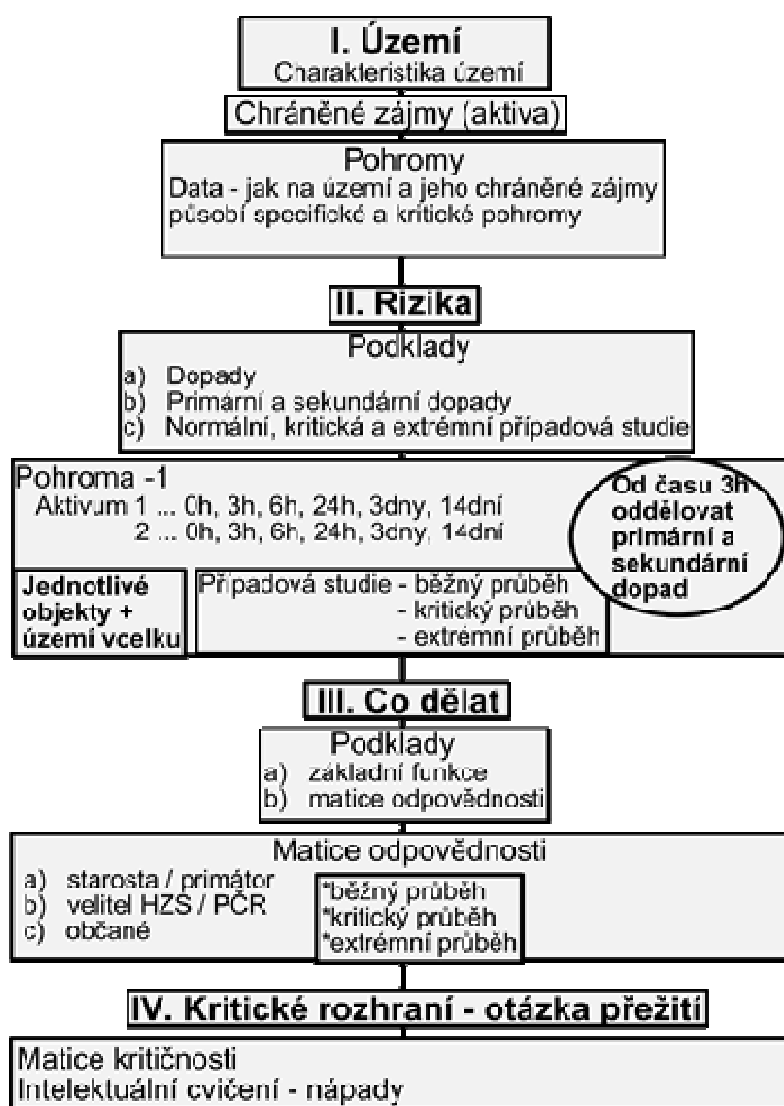 I. Území
Charakteristika území
Chráněné zájmy (aktiva)
Pohromy
Data - jak na území a jeho chráněné zájmy
působí specifické a kritické pohromy
II. Rizika
Podklady
a) Dopady
b) Primární a sekundární dopady
c) Normální, kritická a extrémní případová studie
Pohroma -1
Aktivum 1 ... 0h, 3h, 6h, 24h, 3dny, 14dní
2 ... 0h, 3h, 6h, 24h, 3dny, 14dní
Od času 3h
oddělovat
primární a
sekundární
dopad
Jednotlivé
objekty +
území vcelku
Případová studie - běžný průběh
- kritický průběh
- extrémní průběh
III. Co dělat
Podklady
a) základní funkce
b) matice odpovědnosti
Matice odpovědnosti
a) starosta / primátor
b) velitel HZS / PČR
c) občané
*běžný průběh
*kritický průběh
*extrémní průběh
IV. Kritické rozhraní - otázka přežití
Matice kritičnosti
Intelektuální cvičení - nápady